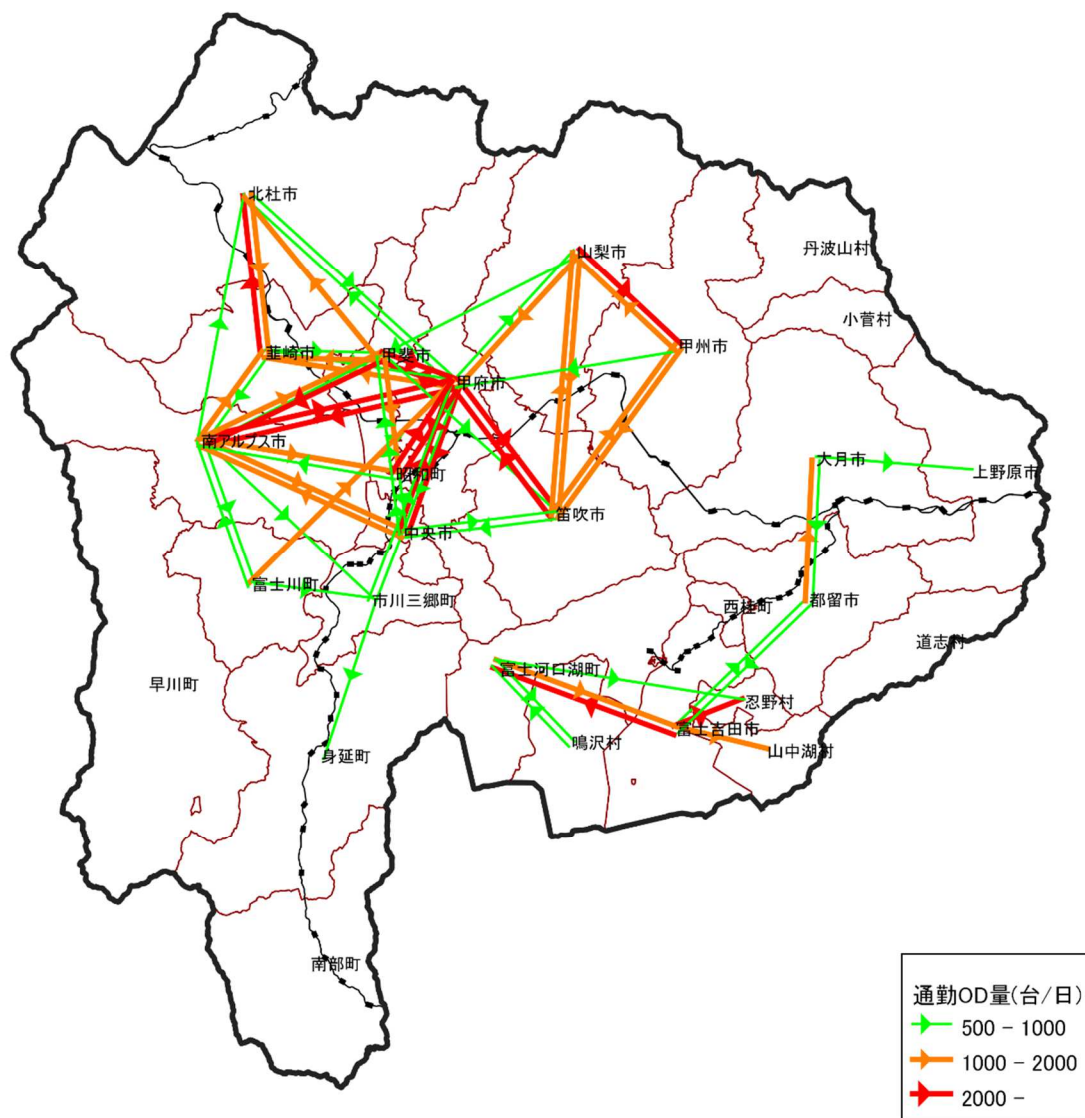 北杜市
山梨市
丹波山村
小菅村
韮崎市
甲斐市
甲州市
甲府市
南アルプス市
大月市
昭和町
上野原市
笛吹市
中央市
富士川町
市川三郷町
西桂町
都留市
道志村
早川町
富士河口湖町
忍野村
富士吉田市
鳴沢村
山中湖村
身延町
南部町
通勤OD量(台/日)
500 - 1000
1000 - 2000
2000 -